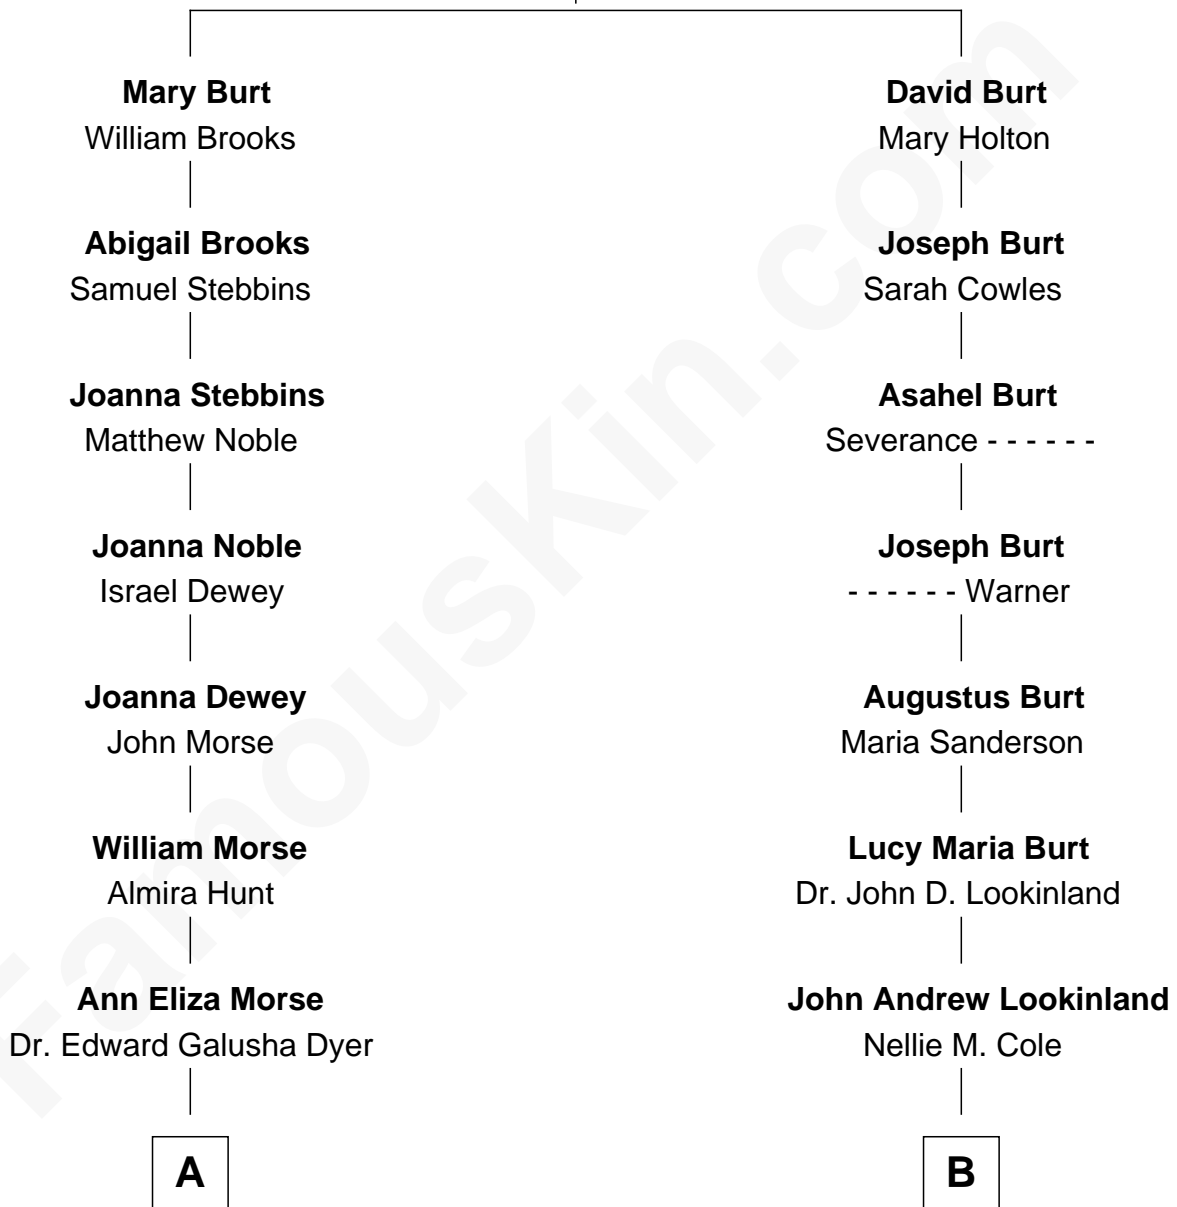 Mary Burt
William Brooks
Abigail Brooks
Samuel Stebbins
Joanna Stebbins
Matthew Noble
Joanna Noble
Israel Dewey
Joanna Dewey
John Morse
William Morse
Almira Hunt
Ann Eliza Morse
Dr. Edward Galusha Dyer
A
David Burt
Mary Holton
Joseph Burt
Sarah Cowles
Asahel Burt
Severance - - - - - -
Joseph Burt
- - - - - - Warner
Augustus Burt
Maria Sanderson
Lucy Maria Burt
Dr. John D. Lookinland
John Andrew Lookinland
Nellie M. Cole
B
FamousKin.com